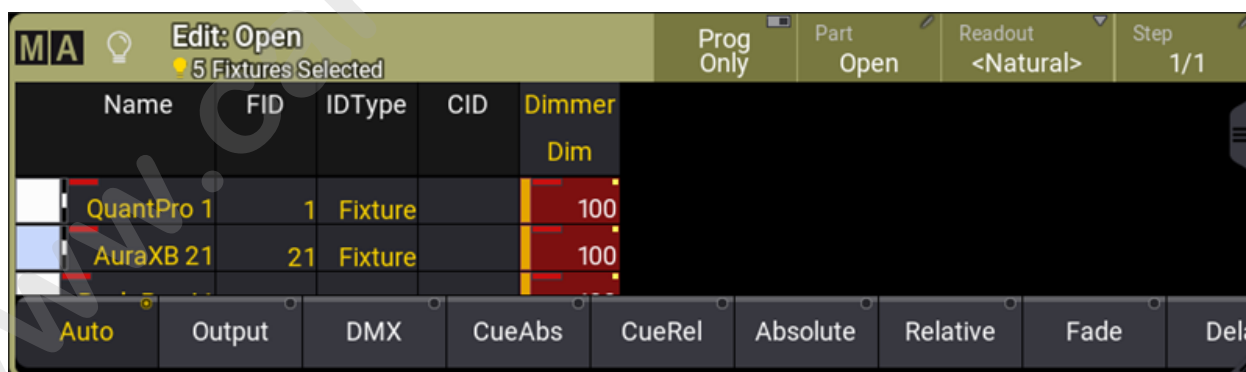 MA Edit: Open
5 Fixtures Selected
Prog Only
Part
Open
Readout
<Natural>
Step
1/1
Name FID IDType CID Dimmer
Dim
QuantPro 1 1 Fixture 100
AuraXB 21 21 Fixture 100
Auto Output DMX CueAbs CueRel Absolute Relative Fade Dela